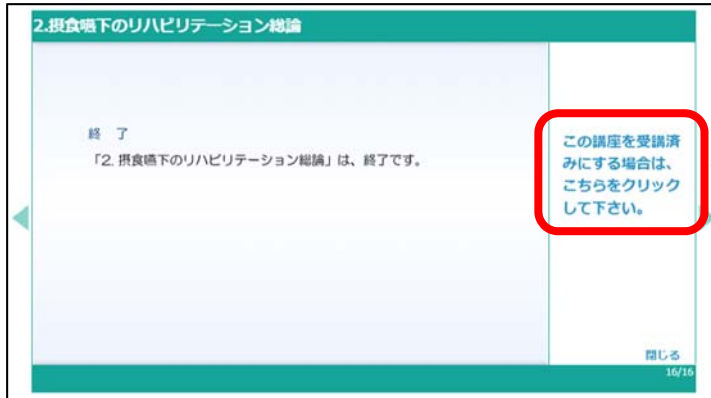 2.摂食嚥下のリハビリテーション総論
終 了
「2. 摂食嚥下のリハビリテーション総論」は、終了です。
この講座を受講済
みにする場合は、
こちらをクリック
して下さい。
閉じる
16/16